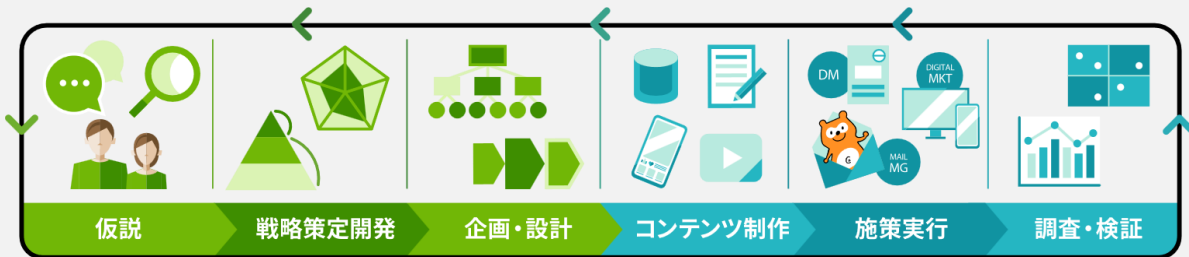 DM
DIGITAL
MKT
G
MAIL
MG
仮説
戦略策定開発
企画・設計
コンテンツ制作
施策実行
調査・検証